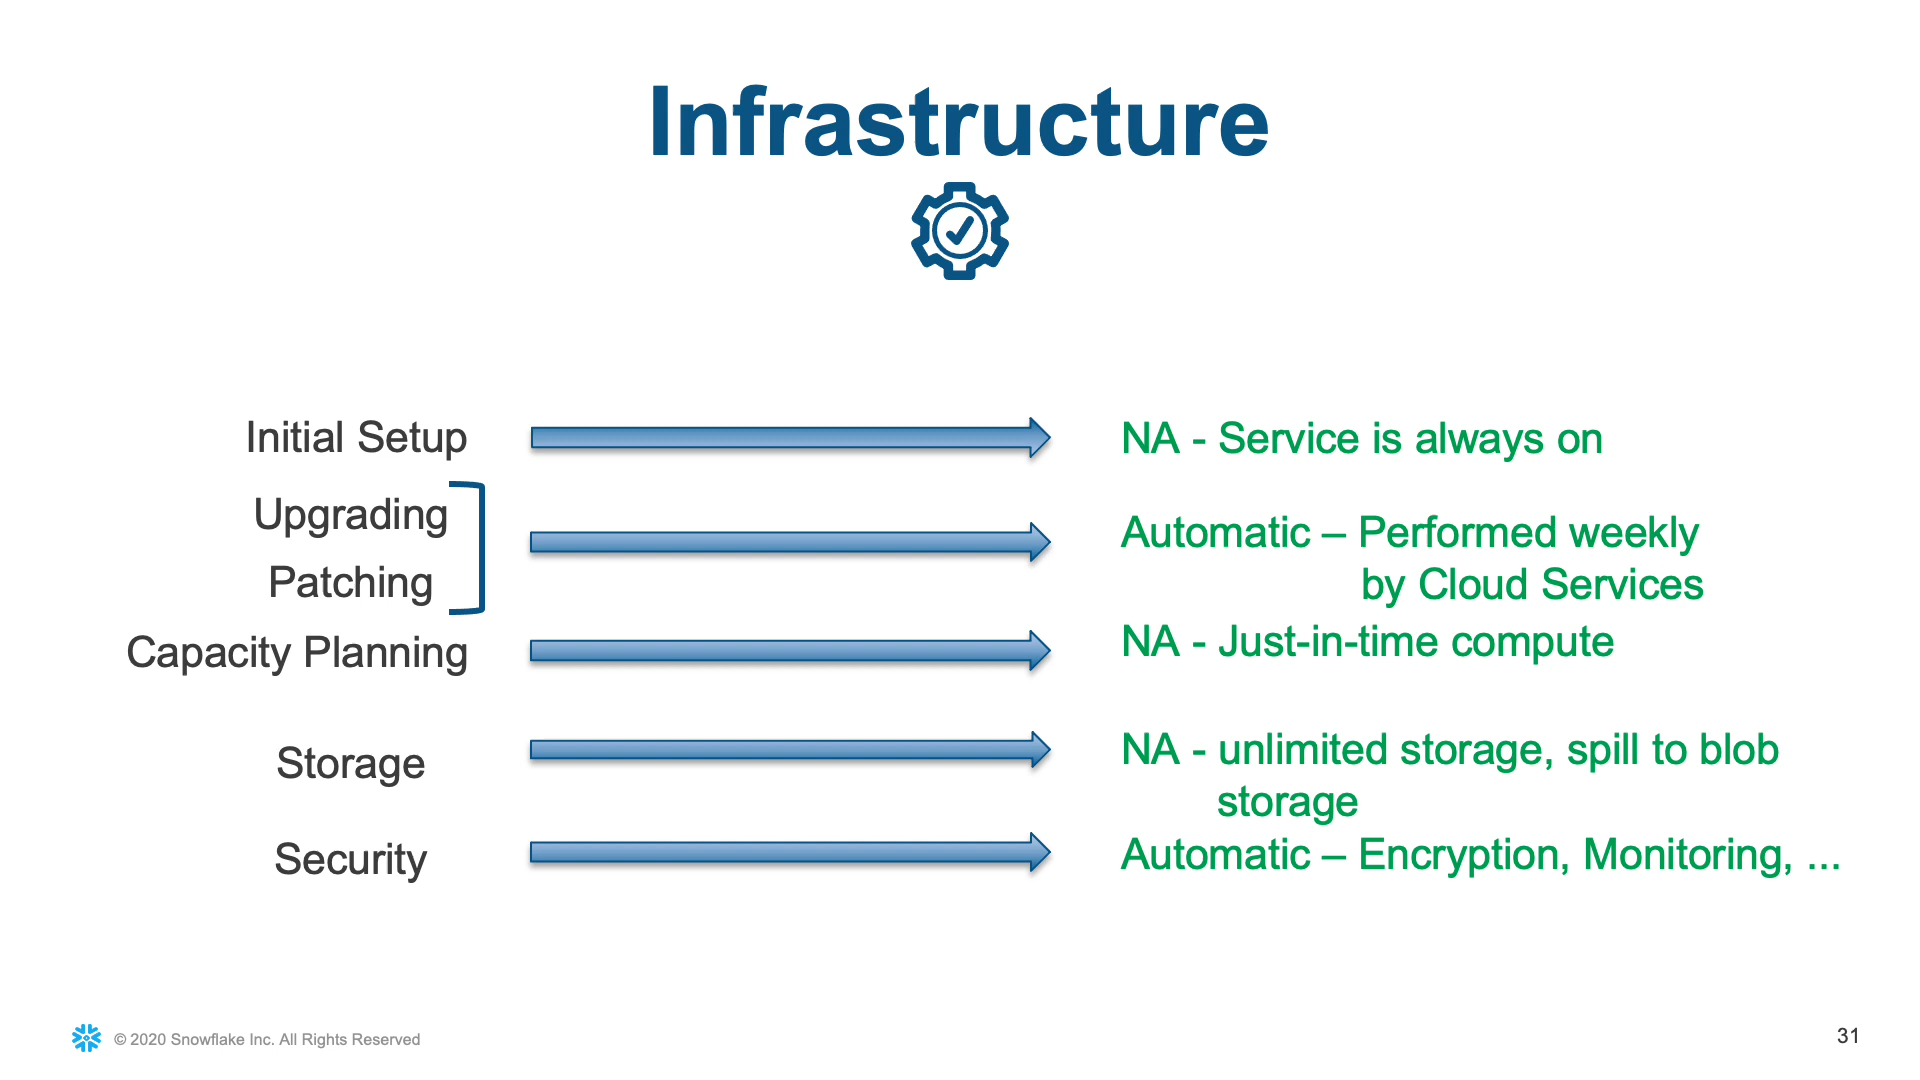 Infrastructure
Initial Setup
NA - Service is always on
Upgrading
Patching
Automatic – Performed weekly
by Cloud Services
Capacity Planning
NA - Just-in-time compute
Storage
NA - unlimited storage, spill to blob
storage
Security
Automatic – Encryption, Monitoring, ...
© 2020 Snowflake Inc. All Rights Reserved
31